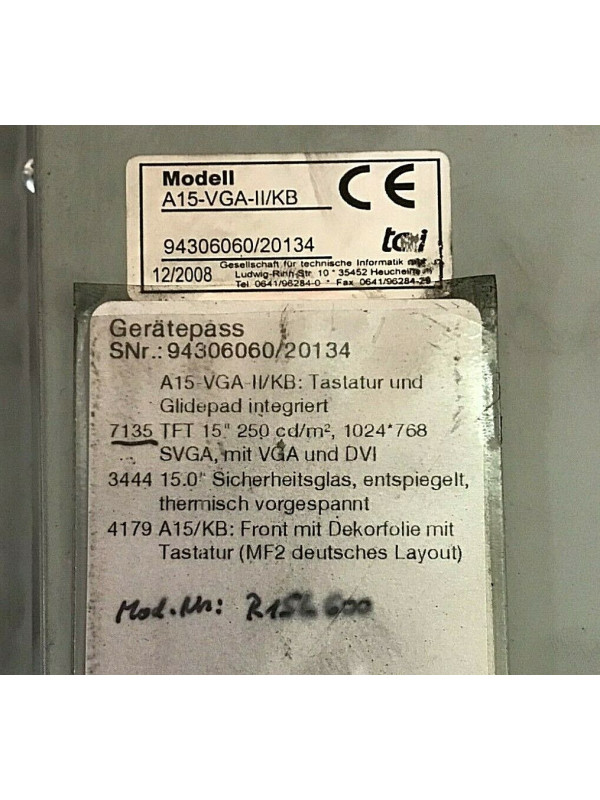 Modell
A15-VGA-II/KB
CE
94306060/20134
tci
12/2008
Gesellschaft für technische Informatik
Ludwig-Rinn-Str. 10 * 35452 Heuchelheim
Tel 0641/96284-0 * Fax 0641/96284-28
Gerätepass
SNr.: 94306060/20134
A15-VGA-II/KB: Tastatur und
Glidepad integriert
7135 TFT 15" 250 cd/m², 1024*768
SVGA, mit VGA und DVI
3444 15.0" Sicherheitsglas, entspiegelt,
thermisch vorgespannt
4179 A15/KB: Front mit Dekorfolie mit
Tastatur (MF2 deutsches Layout)
Mod.Nr.: R15L600